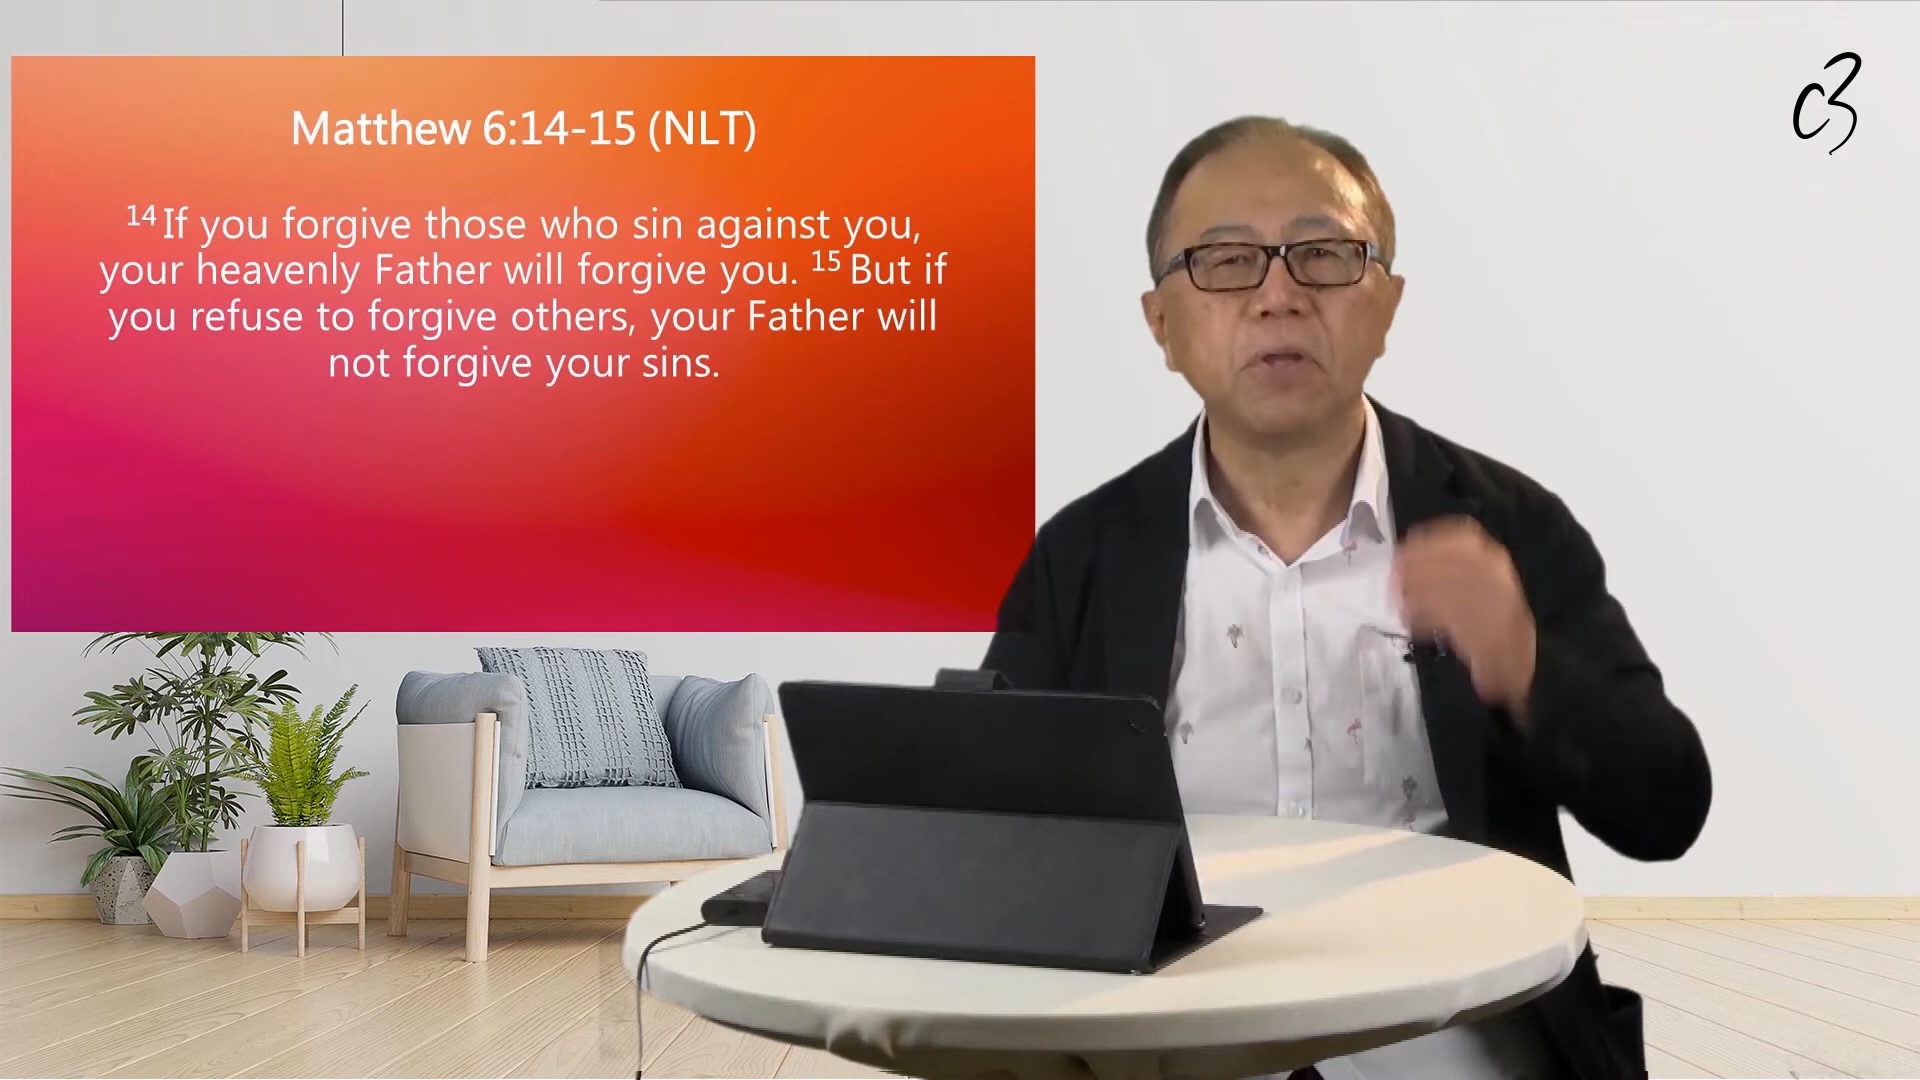 c3
Matthew 6:14-15 (NLT)
14 If you forgive those who sin against you,
your heavenly Father will forgive you. 15 But if
you refuse to forgive others, your Father will
not forgive your sins.